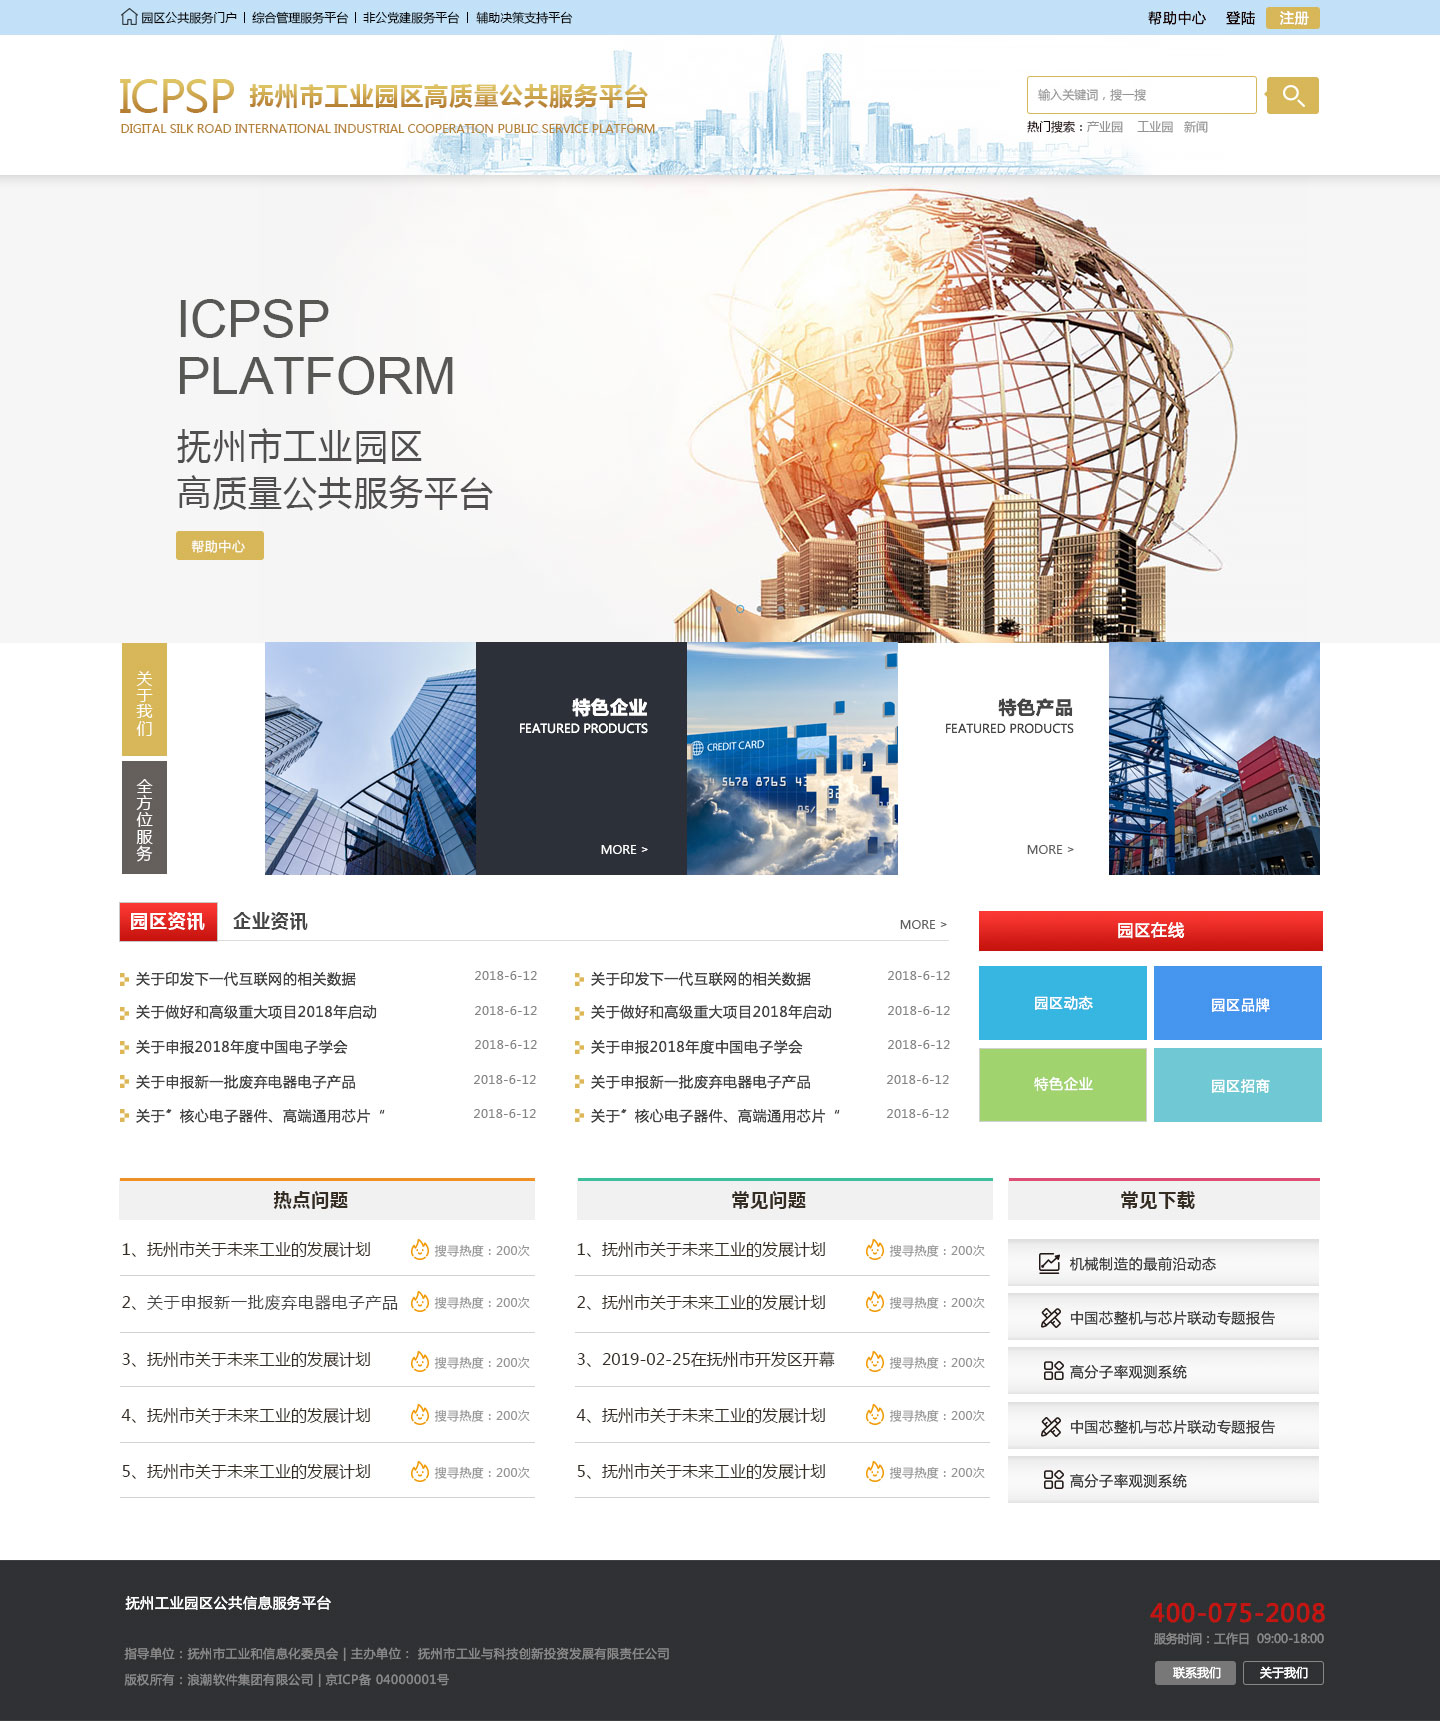 园区公共服务门户 | 综合管理服务平台 | 非公党建服务平台 | 辅助决策支持平台
帮助中心 登陆 注册
ICPSP 抚州市工业园区高质量公共服务平台
DIGITAL SILK ROAD INTERNATIONAL INDUSTRIAL COOPERATION PUBLIC SERVICE PLATFORM
输入关键词，搜一搜
热门搜索：产业园 工业园 新闻
ICPSP
PLATFORM
抚州市工业园区
高质量公共服务平台
帮助中心
关于我们
全方位服务
特色企业
FEATURED PRODUCTS
MORE >
CREDIT CARD
5678 8765
特色产品
FEATURED PRODUCTS
MORE >
MAERSK
园区资讯 企业资讯 MORE >
关于印发下一代互联网的相关数据 2018-6-12
关于做好和高级重大项目2018年启动 2018-6-12
关于申报2018年度中国电子学会 2018-6-12
关于申报新一批废弃电器电子产品 2018-6-12
关于〞核心电子器件、高端通用芯片“ 2018-6-12
关于印发下一代互联网的相关数据 2018-6-12
关于做好和高级重大项目2018年启动 2018-6-12
关于申报2018年度中国电子学会 2018-6-12
关于申报新一批废弃电器电子产品 2018-6-12
关于〞核心电子器件、高端通用芯片“ 2018-6-12
园区在线
园区动态
园区品牌
特色企业
园区招商
热点问题
1、抚州市关于未来工业的发展计划 搜寻热度：200次
2、关于申报新一批废弃电器电子产品 搜寻热度：200次
3、抚州市关于未来工业的发展计划 搜寻热度：200次
4、抚州市关于未来工业的发展计划 搜寻热度：200次
5、抚州市关于未来工业的发展计划 搜寻热度：200次
常见问题
1、抚州市关于未来工业的发展计划 搜寻热度：200次
2、抚州市关于未来工业的发展计划 搜寻热度：200次
3、2019-02-25在抚州市开发区开幕 搜寻热度：200次
4、抚州市关于未来工业的发展计划 搜寻热度：200次
5、抚州市关于未来工业的发展计划 搜寻热度：200次
常见下载
机械制造的最前沿动态
中国芯整机与芯片联动专题报告
高分子率观测系统
中国芯整机与芯片联动专题报告
高分子率观测系统
抚州工业园区公共信息服务平台
指导单位：抚州市工业和信息化委员会 | 主办单位： 抚州市工业与科技创新投资发展有限责任公司
版权所有：浪潮软件集团有限公司 | 京ICP备 04000001号
400-075-2008
服务时间：工作日 09:00-18:00
联系我们 关于我们